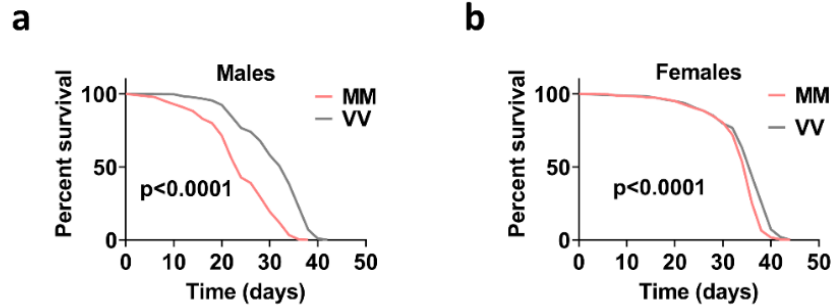 a
Males
MM
VV
Percent survival
100
50
0
p<0.0001
0 10 20 30 40 50
Time (days)
b
Females
MM
VV
Percent survival
100
50
0
p<0.0001
0 10 20 30 40 50
Time (days)